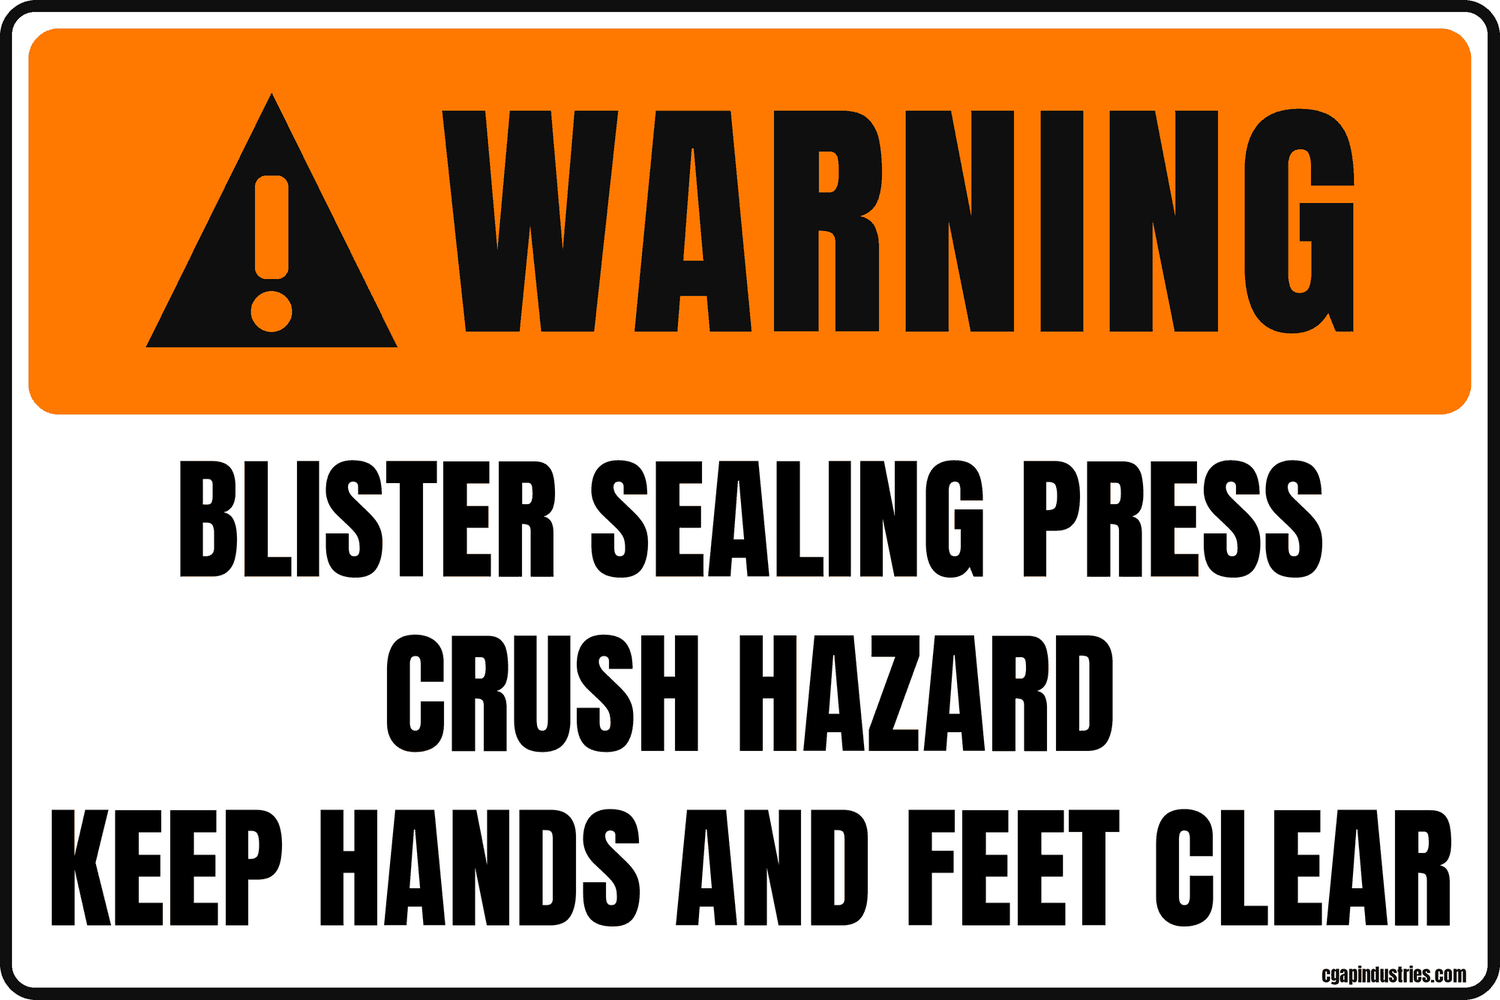 WARNING
BLISTER SEALING PRESS
CRUSH HAZARD
KEEP HANDS AND FEET CLEAR
cgapindustries.com